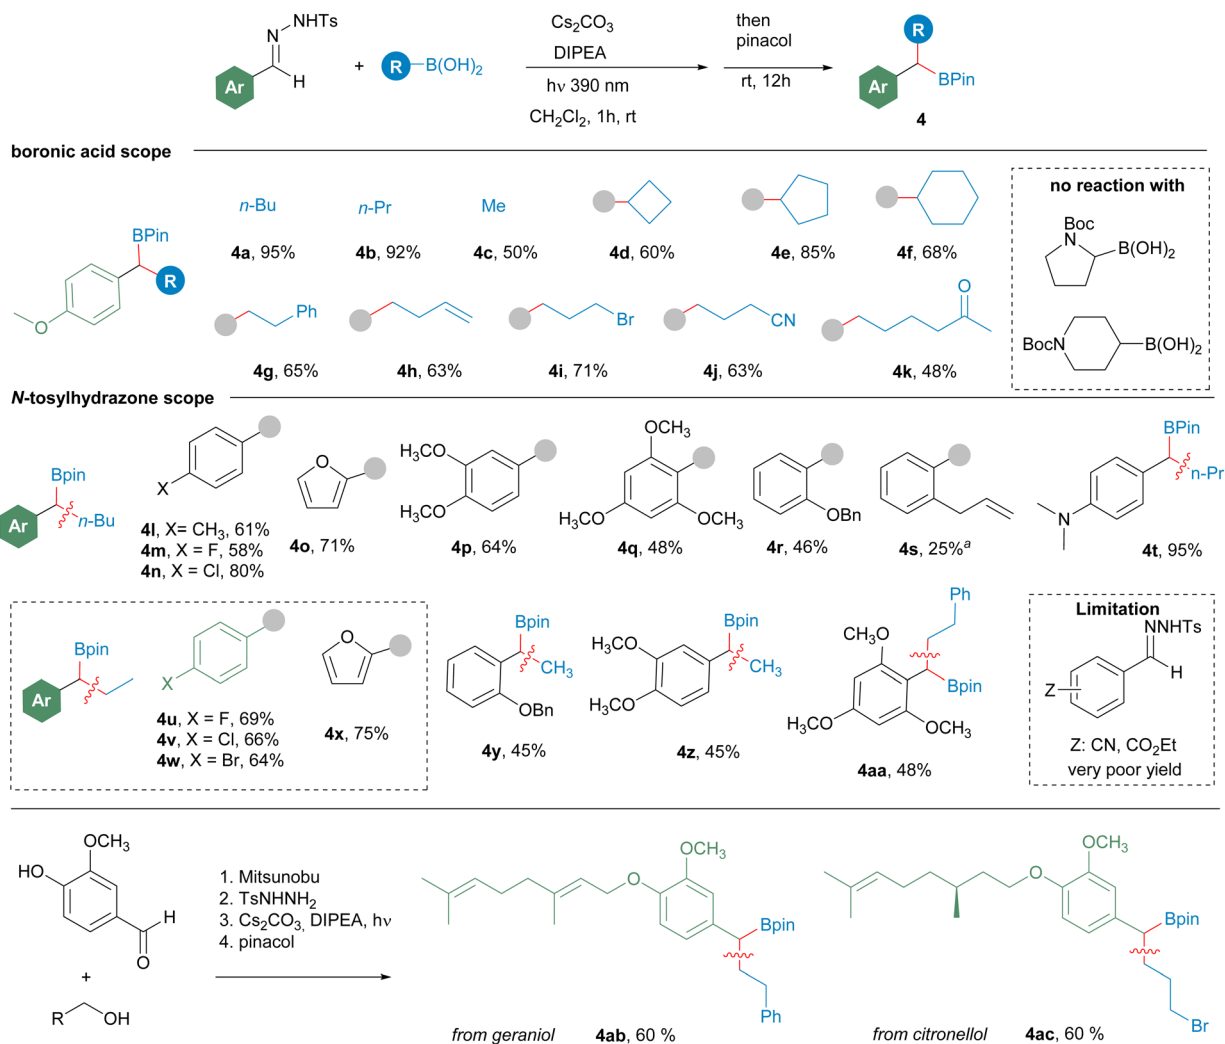 NHTs
N
H
Ar
+
R B(OH)₂
Cs₂CO₃
DIPEA
hν 390 nm
CH₂Cl₂, 1h, rt
then
pinacol
rt, 12h
R
Ar
BPin
4
boronic acid scope
BPin
R
O
n-Bu
4a, 95%
n-Pr
4b, 92%
Me
4c, 50%
4d, 60%
4e, 85%
4f, 68%
no reaction with
Boc
N
B(OH)₂
BocN
B(OH)₂
Ph
4g, 65%
4h, 63%
Br
4i, 71%
CN
4j, 63%
O
4k, 48%
N-tosylhydrazone scope
Bpin
Ar
n-Bu
X
4l, X= CH₃, 61%
4m, X = F, 58%
4n, X = Cl, 80%
O
4o, 71%
CH₃O
CH₃O
4p, 64%
OCH₃
OCH₃
OCH₃
4q, 48%
OBn
4r, 46%
4s, 25%ᵃ
BPin
n-Pr
N
4t, 95%
Bpin
Ar
X
4u, X = F, 69%
4v, X = Cl, 66%
4w, X = Br, 64%
O
4x, 75%
Bpin
CH₃
OBn
4y, 45%
Bpin
CH₃O
CH₃
CH₃O
4z, 45%
Ph
OCH₃
Bpin
OCH₃
OCH₃
4aa, 48%
Limitation
NNHTs
H
Z
Z: CN, CO₂Et
very poor yield
OCH₃
HO
H
O
+
R OH
1. Mitsunobu
2. TsNHNH₂
3. Cs₂CO₃, DIPEA, hν
4. pinacol
OCH₃
O
Bpin
Ph
from geraniol 4ab, 60 %
OCH₃
O
Bpin
Br
from citronellol 4ac, 60 %